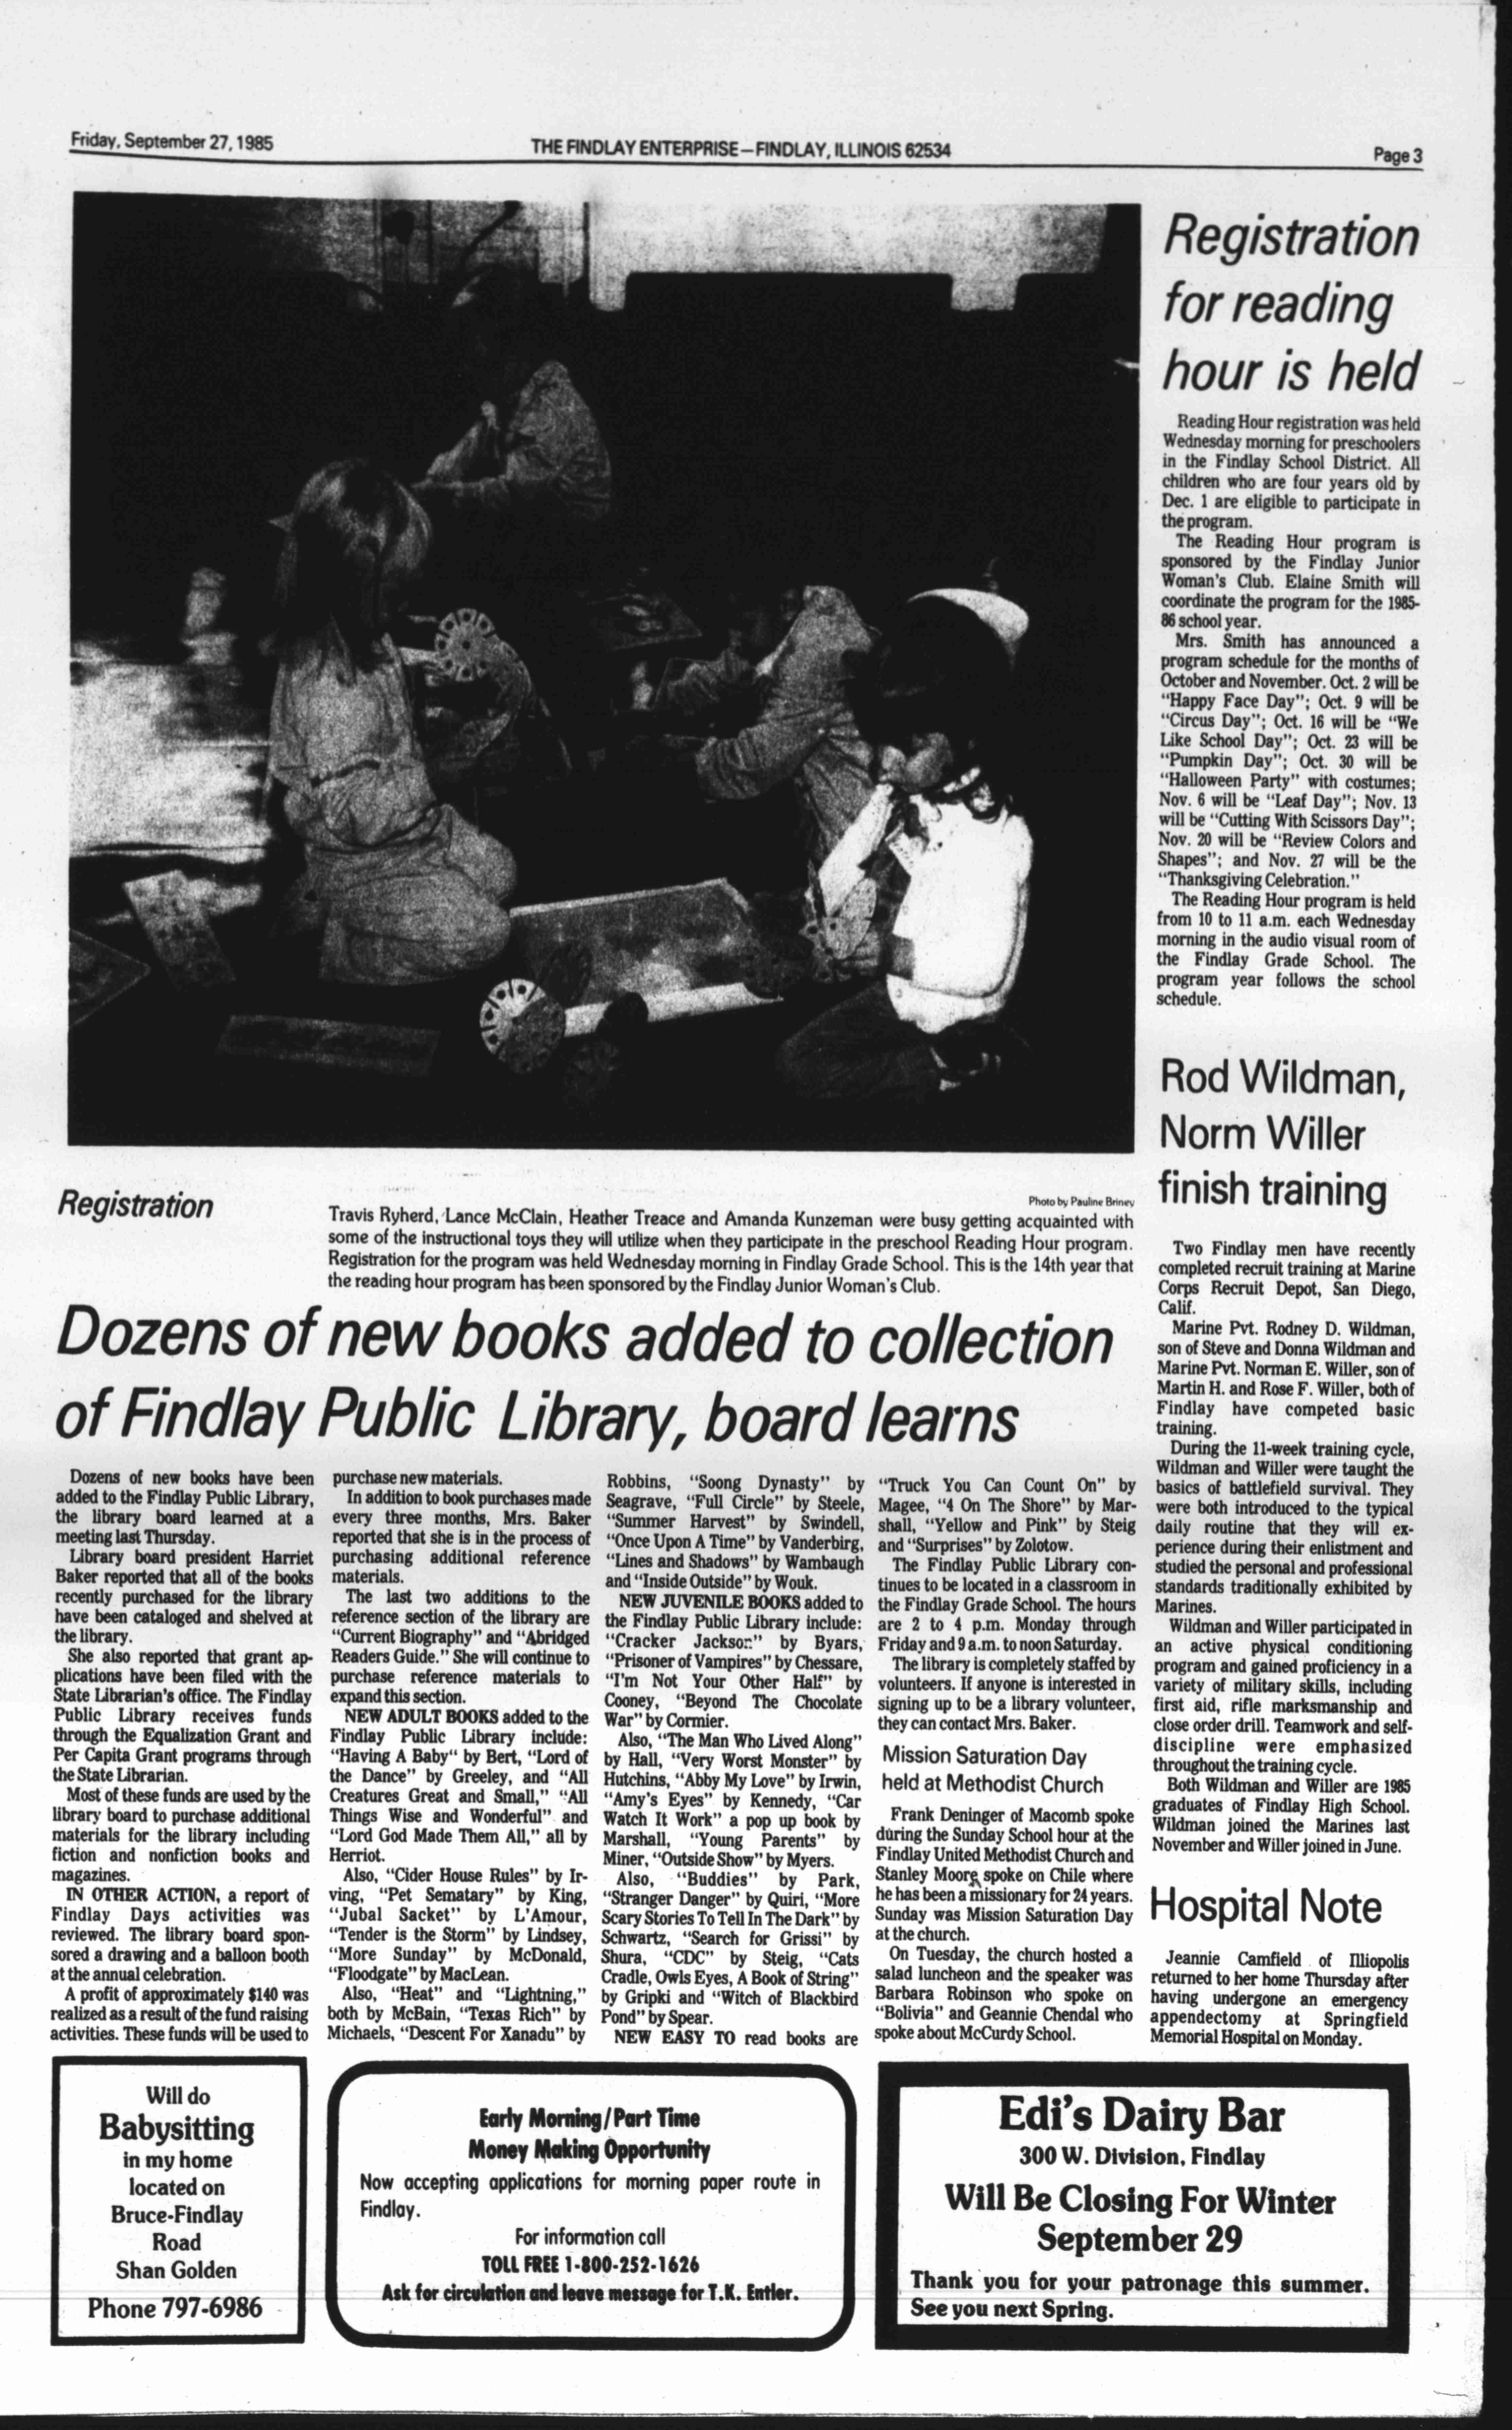 Friday, September 27, 1985
THE FINDLAY ENTERPRISE—FINDLAY, ILLINOIS 62534
Page 3
Registration
for reading
hour is held
Reading Hour registration was held
Wednesday morning for preschoolers
in the Findlay School District. All
children who are four years old by
Dec. 1 are eligible to participate in
the program.
The Reading Hour program is
sponsored by the Findlay Junior
Woman's Club. Elaine Smith will
coordinate the program for the 1985-
86 school year.
Mrs. Smith has announced a
program schedule for the months of
October and November. Oct. 2 will be
"Happy Face Day"; Oct. 9 will be
"Circus Day"; Oct. 16 will be "We
Like School Day"; Oct. 23 will be
"Pumpkin Day"; Oct. 30 will be
"Halloween Party" with costumes;
Nov. 6 will be "Leaf Day"; Nov. 13
will be "Cutting With Scissors Day";
Nov. 20 will be "Review Colors and
Shapes"; and Nov. 27 will be the
"Thanksgiving Celebration."
The Reading Hour program is held
from 10 to 11 a.m. each Wednesday
morning in the audio visual room of
the Findlay Grade School. The
program year follows the school
schedule.
Registration
Photo by Pauline Briney
Travis Ryherd, Lance McClain, Heather Treace and Amanda Kunzeman were busy getting acquainted with
some of the instructional toys they will utilize when they participate in the preschool Reading Hour program.
Registration for the program was held Wednesday morning in Findlay Grade School. This is the 14th year that
the reading hour program has been sponsored by the Findlay Junior Woman's Club.
Dozens of new books added to collection
of Findlay Public Library, board learns
Dozens of new books have been
added to the Findlay Public Library,
the library board learned at a
meeting last Thursday.
Library board president Harriet
Baker reported that all of the books
recently purchased for the library
have been cataloged and shelved at
the library.
She also reported that grant ap-
plications have been filed with the
State Librarian's office. The Findlay
Public Library receives funds
through the Equalization Grant and
Per Capita Grant programs through
the State Librarian.
Most of these funds are used by the
library board to purchase additional
materials for the library including
fiction and nonfiction books and
magazines.
IN OTHER ACTION, a report of
Findlay Days activities was
reviewed. The library board spon-
sored a drawing and a balloon booth
at the annual celebration.
A profit of approximately $140 was
realized as a result of the fund raising
activities. These funds will be used to
purchase new materials.
In addition to book purchases made
every three months, Mrs. Baker
reported that she is in the process of
purchasing additional reference
materials.
The last two additions to the
reference section of the library are
"Current Biography" and "Abridged
Readers Guide." She will continue to
purchase reference materials to
expand this section.
NEW ADULT BOOKS added to the
Findlay Public Library include:
"Having A Baby" by Bert, "Lord of
the Dance" by Greeley, and "All
Creatures Great and Small," "All
Things Wise and Wonderful" and
"Lord God Made Them All," all by
Herriot.
Also, "Cider House Rules" by Ir-
ving, "Pet Sematary" by King,
"Jubal Sacket" by L'Amour,
"Tender is the Storm" by Lindsey,
"More Sunday" by McDonald,
"Floodgate" by MacLean.
Also, "Heat" and "Lightning,"
both by McBain, "Texas Rich" by
Michaels, "Descent For Xanadu" by
Robbins, "Soong Dynasty" by
Seagrave, "Full Circle" by Steele,
"Summer Harvest" by Swindell,
"Once Upon A Time" by Vanderbirg,
"Lines and Shadows" by Wambaugh
and "Inside Outside" by Wouk.
NEW JUVENILE BOOKS added to
the Findlay Public Library include:
"Cracker Jackson" by Byars,
"Prisoner of Vampires" by Chessare,
"I'm Not Your Other Half" by
Cooney, "Beyond The Chocolate
War" by Cormier.
Also, "The Man Who Lived Along"
by Hall, "Very Worst Monster" by
Hutchins, "Abby My Love" by Irwin,
"Amy's Eyes" by Kennedy, "Car
Watch It Work" a pop up book by
Marshall, "Young Parents" by
Miner, "Outside Show" by Myers.
Also, "Buddies" by Park,
"Stranger Danger" by Quiri, "More
Scary Stories To Tell In The Dark" by
Schwartz, "Search for Grissi" by
Shura, "CDC" by Steig, "Cats
Cradle, Owls Eyes, A Book of String"
by Gripki and "Witch of Blackbird
Pond" by Spear.
NEW EASY TO read books are
"Truck You Can Count On" by
Magee, "4 On The Shore" by Mar-
shall, "Yellow and Pink" by Steig
and "Surprises" by Zolotow.
The Findlay Public Library con-
tinues to be located in a classroom in
the Findlay Grade School. The hours
are 2 to 4 p.m. Monday through
Friday and 9 a.m. to noon Saturday.
The library is completely staffed by
volunteers. If anyone is interested in
signing up to be a library volunteer,
they can contact Mrs. Baker.
Mission Saturation Day
held at Methodist Church
Frank Deninger of Macomb spoke
during the Sunday School hour at the
Findlay United Methodist Church and
Stanley Moore spoke on Chile where
he has been a missionary for 24 years.
Sunday was Mission Saturation Day
at the church.
On Tuesday, the church hosted a
salad luncheon and the speaker was
Barbara Robinson who spoke on
"Bolivia" and Geannie Chendal who
spoke about McCurdy School.
Rod Wildman,
Norm Willer
finish training
Two Findlay men have recently
completed recruit training at Marine
Corps Recruit Depot, San Diego,
Calif.
Marine Pvt. Rodney D. Wildman,
son of Steve and Donna Wildman and
Marine Pvt. Norman E. Willer, son of
Martin H. and Rose F. Willer, both of
Findlay have competed basic
training.
During the 11-week training cycle,
Wildman and Willer were taught the
basics of battlefield survival. They
were both introduced to the typical
daily routine that they will ex-
perience during their enlistment and
studied the personal and professional
standards traditionally exhibited by
Marines.
Wildman and Willer participated in
an active physical conditioning
program and gained proficiency in a
variety of military skills, including
first aid, rifle marksmanship and
close order drill. Teamwork and self-
discipline were emphasized
throughout the training cycle.
Both Wildman and Willer are 1985
graduates of Findlay High School.
Wildman joined the Marines last
November and Willer joined in June.
Hospital Note
Jeannie Camfield of Illiopolis
returned to her home Thursday after
having undergone an emergency
appendectomy at Springfield
Memorial Hospital on Monday.
Will do
Babysitting
in my home
located on
Bruce-Findlay
Road
Shan Golden
Phone 797-6986
Early Morning/Part Time
Money Making Opportunity
Now accepting applications for morning paper route in
Findlay.
For information call
TOLL FREE 1-800-252-1626
Ask for circulation and leave message for T.K. Entler.
Edi's Dairy Bar
300 W. Division, Findlay
Will Be Closing For Winter
September 29
Thank you for your patronage this summer.
See you next Spring.